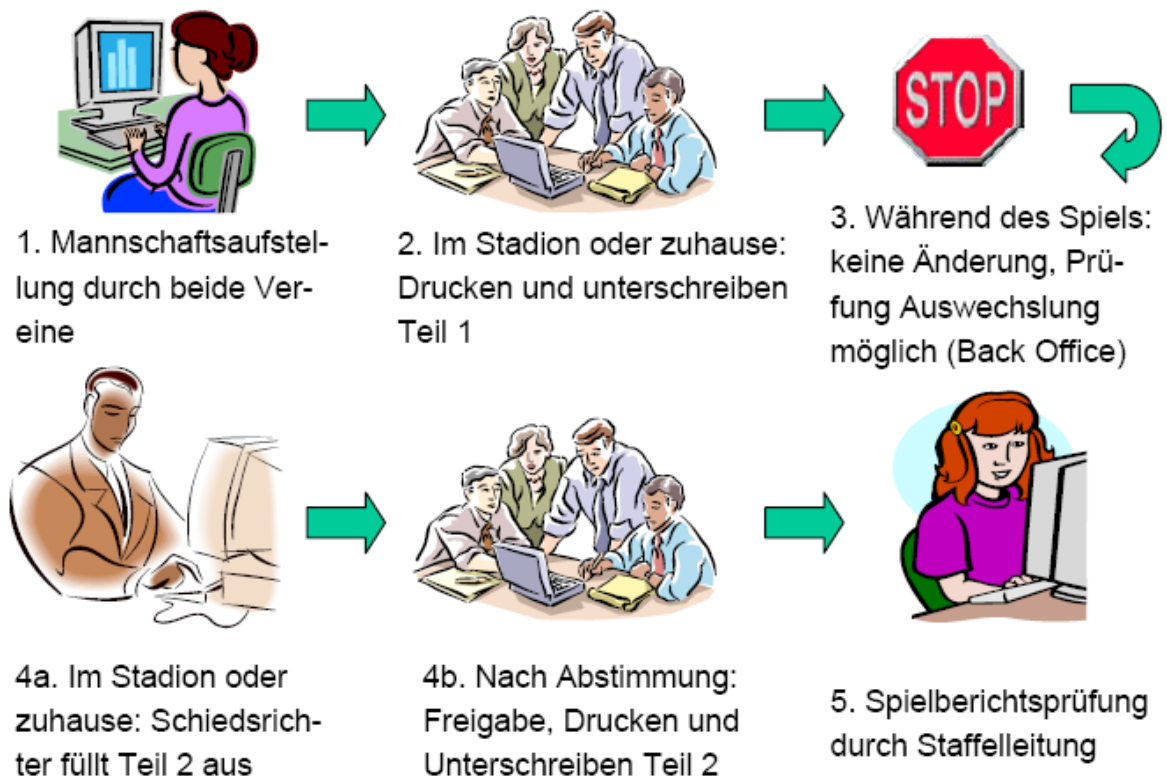 STOP
1. Mannschaftsaufstel-
lung durch beide Ver-
eine
2. Im Stadion oder zuhause:
Drucken und unterschreiben
Teil 1
3. Während des Spiels:
keine Änderung, Prü-
fung Auswechslung
möglich (Back Office)
4a. Im Stadion oder
zuhause: Schiedsrich-
ter füllt Teil 2 aus
4b. Nach Abstimmung:
Freigabe, Drucken und
Unterschreiben Teil 2
5. Spielberichtsprüfung
durch Staffelleitung